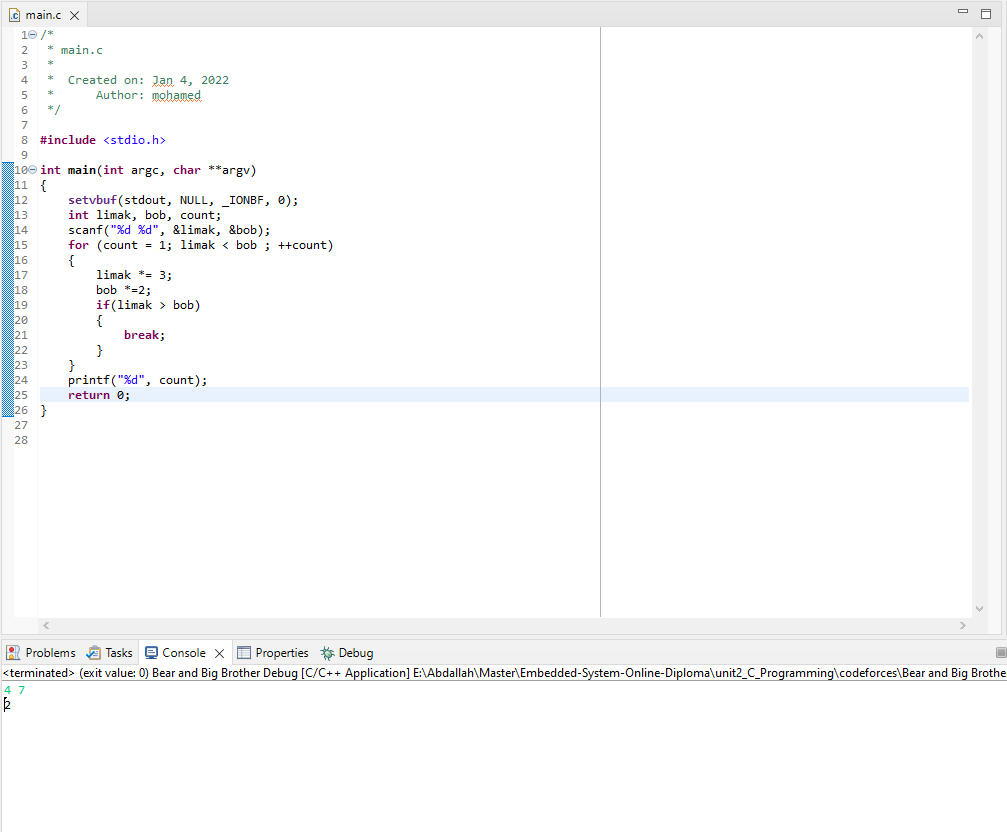 main.c
1 /*
2  * main.c
3  *
4  *  Created on: Jan 4, 2022
5  *      Author: mohamed
6  */
7
8 #include <stdio.h>
9
10 int main(int argc, char **argv)
11 {
12     setvbuf(stdout, NULL, _IONBF, 0);
13     int limak, bob, count;
14     scanf("%d %d", &limak, &bob);
15     for (count = 1; limak < bob ; ++count)
16     {
17         limak *= 3;
18         bob *=2;
19         if(limak > bob)
20         {
21             break;
22         }
23     }
24     printf("%d", count);
25     return 0;
26 }
27
28
Problems Tasks Console Properties Debug
<terminated> (exit value: 0) Bear and Big Brother Debug [C/C++ Application] E:\Abdallah\Master\Embedded-System-Online-Diploma\unit2_C_Programming\codeforces\Bear and Big Brothe
4 7
2